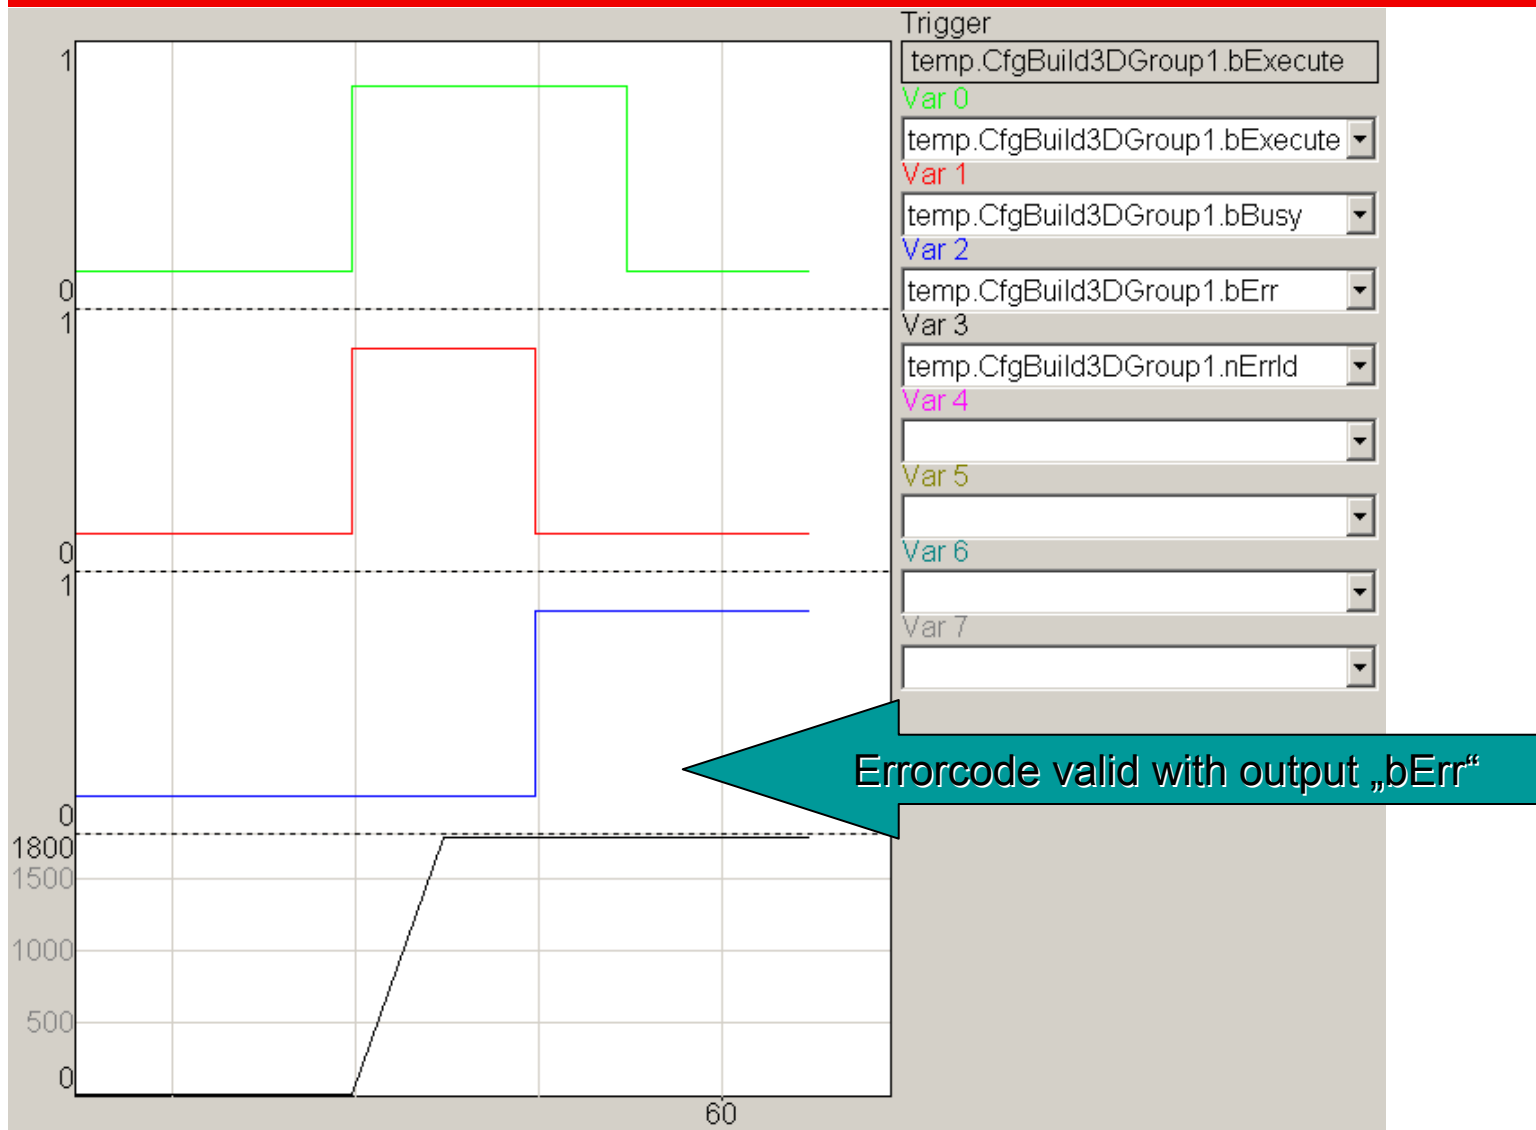 Trigger
temp.CfgBuild3DGroup1.bExecute
Var 0
temp.CfgBuild3DGroup1.bExecute
Var 1
temp.CfgBuild3DGroup1.bBusy
Var 2
temp.CfgBuild3DGroup1.bErr
Var 3
temp.CfgBuild3DGroup1.nErrId
Var 4
Var 5
Var 6
Var 7
1
0
1
0
1
0
1800
1500
1000
500
0
60
Errorcode valid with output „bErr“